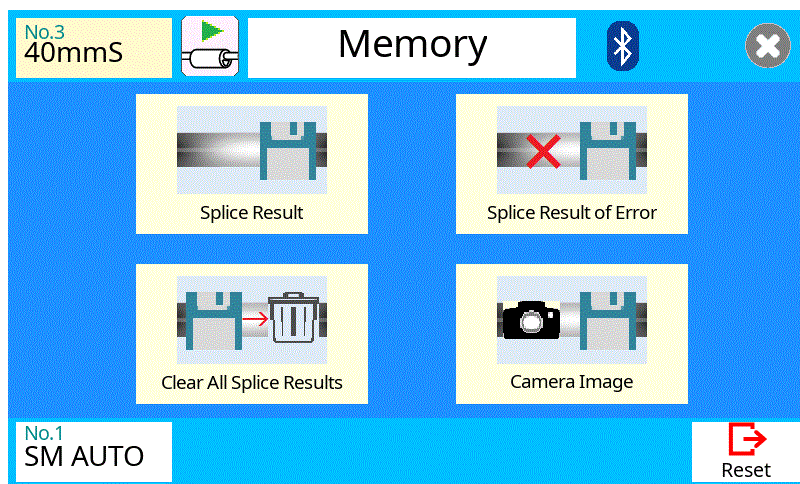 No.3
40mmS
Memory
Splice Result
Splice Result of Error
Clear All Splice Results
Camera Image
No.1
SM AUTO
Reset